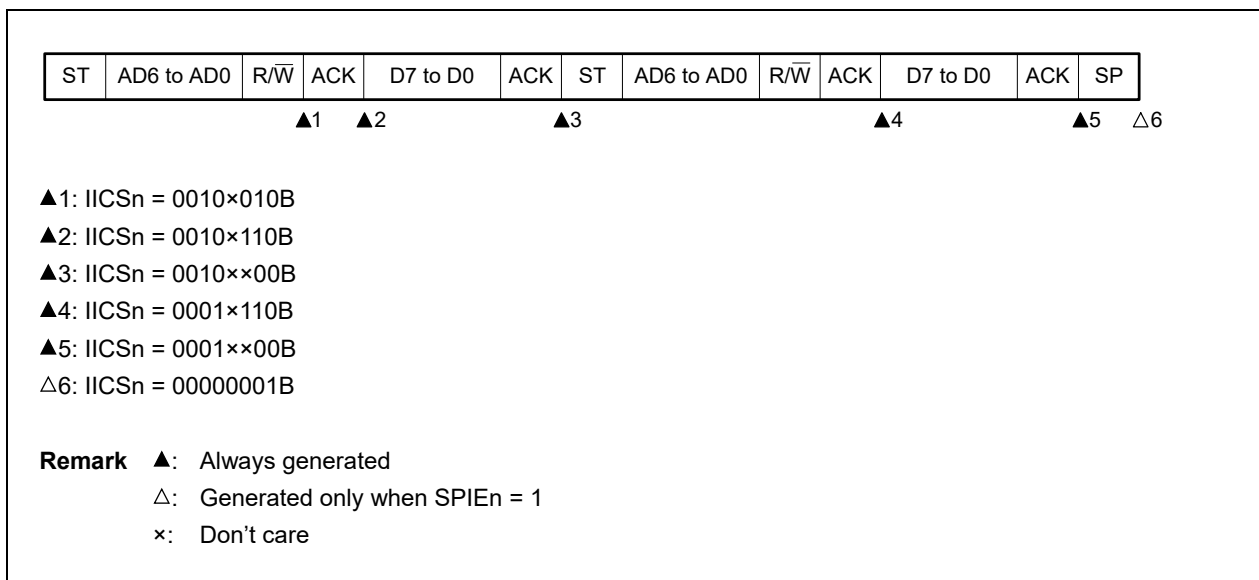 ST AD6 to AD0 R/W̅ ACK D7 to D0 ACK ST AD6 to AD0 R/W̅ ACK D7 to D0 ACK SP
▲1 ▲2 ▲3 ▲4 ▲5 △6
▲1: IICSn = 0010×010B
▲2: IICSn = 0010×110B
▲3: IICSn = 0010××00B
▲4: IICSn = 0001×110B
▲5: IICSn = 0001××00B
△6: IICSn = 00000001B
Remark ▲: Always generated
△: Generated only when SPIEn = 1
×: Don't care